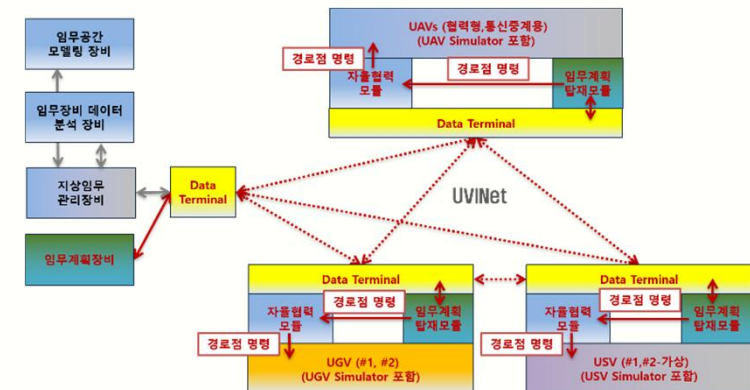 임무공간
모델링 장비
임무장비 데이터
분석 장비
지상임무
관리장비
임무계획장비
Data
Terminal
UAVs (협력형,통신중계용)
(UAV Simulator 포함)
경로점 명령
경로점 명령
자율협력
모듈
임무계획
탑재모듈
Data Terminal
UVINet
Data Terminal
경로점 명령
자율협력
모듈
임무계획
탑재모듈
경로점 명령
UGV (#1, #2)
(UGV Simulator 포함)
Data Terminal
경로점 명령
자율협력
모듈
임무계획
탑재모듈
경로점 명령
USV (#1,#2-가상)
(USV Simulator 포함)